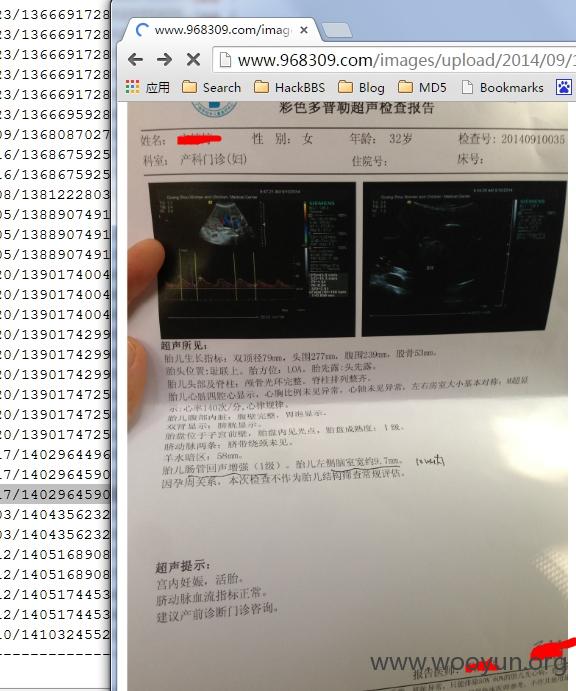 23/1366691728
23/1366691728
23/1366691728
23/1366691728
23/1366691728
23/1366695928
09/1368087027
16/1368675925
16/1368675925
08/1381222803
05/1388907491
05/1388907491
05/1388907491
20/1390174004
20/1390174004
20/1390174004
20/1390174299
20/1390174299
20/1390174299
20/1390174725
20/1390174725
20/1390174725
17/1402964496
17/1402964590
17/1402964590
03/1404356232
03/1404356232
12/1405168908
12/1405168908
12/1405174453
12/1405174453
10/1410324552
www.968309.com/imag
www.968309.com/images/upload/2014/09/1
应用 Search HackBBS Blog MD5 Bookmarks
彩色多普勒超声检查报告
姓名: 性 别: 女 年龄: 32岁 检查号: 20140910035
科室: 产科门诊(妇) 住院号: 床号:
SIEMENS
超声所见:
胎儿生长指标: 双顶径79mm, 头围277mm, 腹围239mm, 股骨53mm。
胎头位置:耻联上。胎方位: LOA。胎先露:头先露。
胎儿头部及脊柱: 颅骨光环完整。脊柱排列整齐。
胎儿心脏四腔心显示, 心胸比例未见异常, 心轴未见异常, 左右房室大小基本对称; M超显
示:心率140次/分,心律规律。
胎儿腹部内脏: 腹壁完整, 胃泡显示。
双肾显示; 膀胱显示。
胎盘位于子宫前壁, 胎盘内见光点, 胎盘成熟度: 1级。
脐动脉两条; 脐带绕颈未见。
羊水暗区: 58mm。
胎儿肠管回声增强(1级)。胎儿左侧脑室宽约9.7mm。
因孕周关系, 本次检查不作为胎儿结构筛查常规评估。
超声提示:
宫内妊娠, 活胎。
脐动脉血流指标正常。
建议产前诊断门诊咨询。
报告医师:
www.wooyun.org